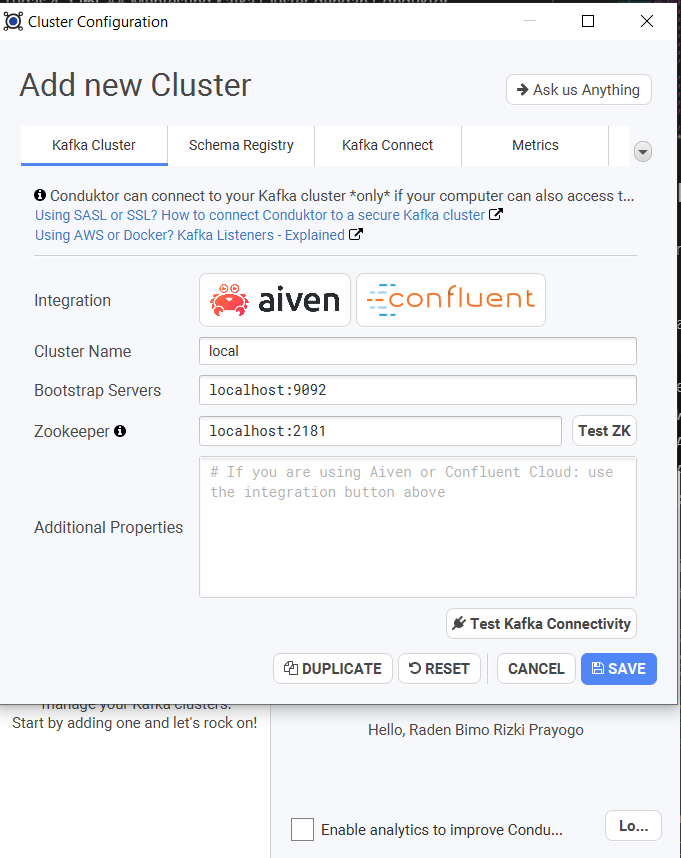 Cluster Configuration
Add new Cluster
Ask us Anything
Kafka Cluster
Schema Registry
Kafka Connect
Metrics
Conduktor can connect to your Kafka cluster *only* if your computer can also access t...
Using SASL or SSL? How to connect Conduktor to a secure Kafka cluster
Using AWS or Docker? Kafka Listeners - Explained
Integration
aiven
confluent
Cluster Name
local
Bootstrap Servers
localhost:9092
Zookeeper
localhost:2181
Test ZK
# If you are using Aiven or Confluent Cloud: use
the integration button above
Additional Properties
Test Kafka Connectivity
DUPLICATE
RESET
CANCEL
SAVE
manage your Kafka clusters.
Start by adding one and let's rock on!
Hello, Raden Bimo Rizki Prayogo
Enable analytics to improve Condu...
Lo...